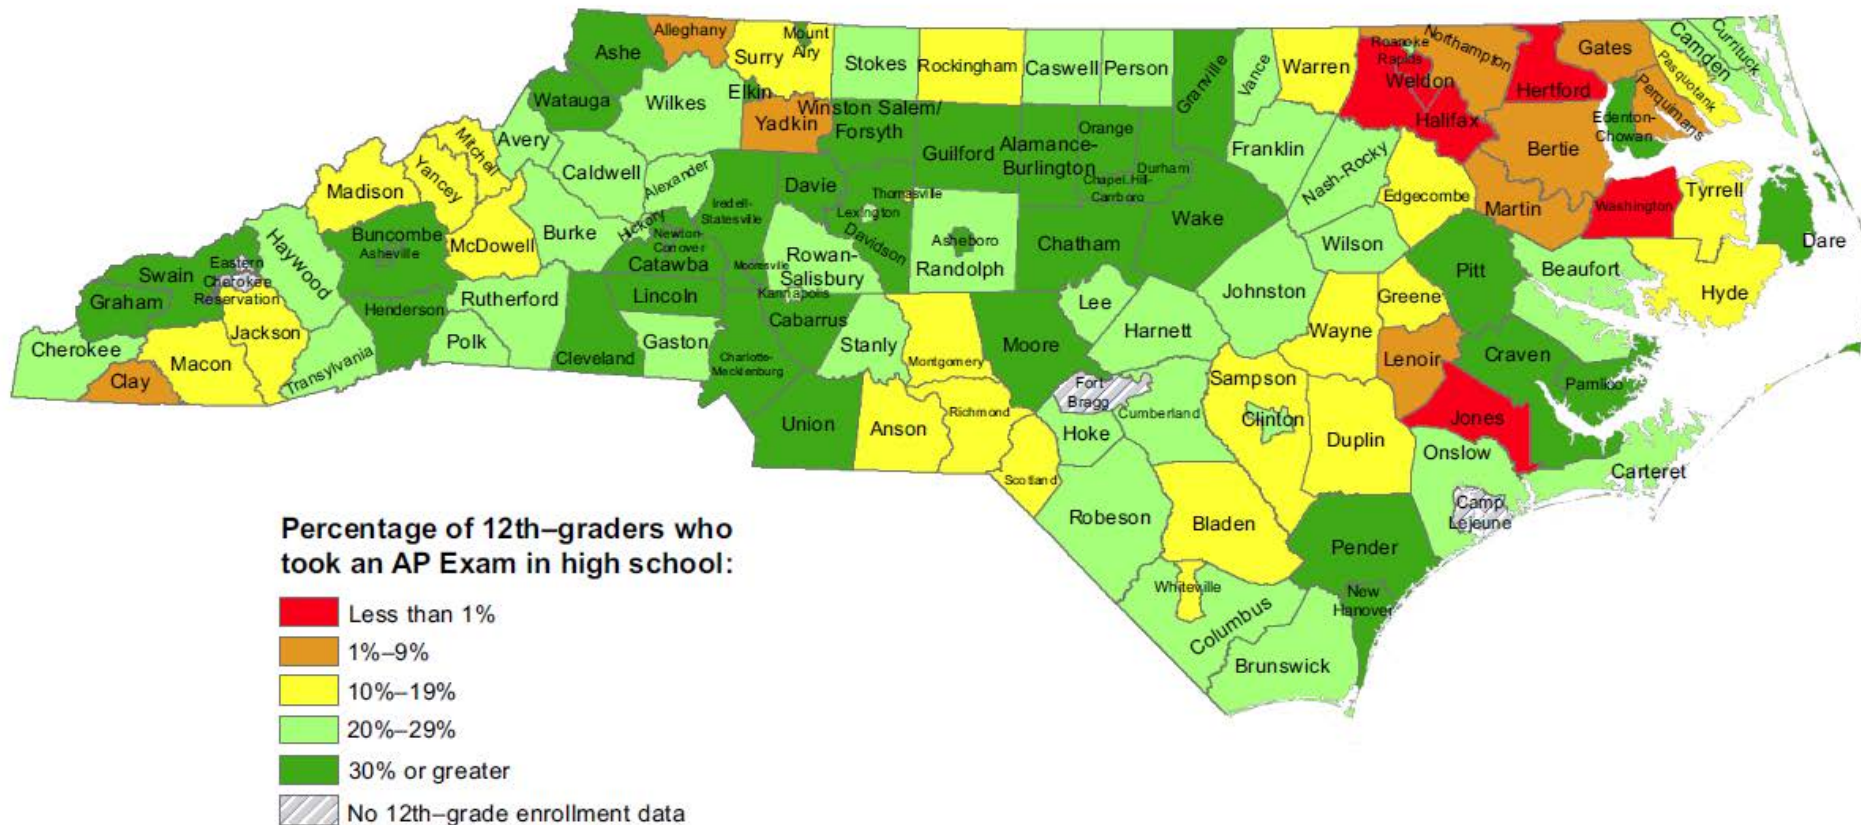 Ashe
Alleghany
Surry
Mount
Airy
Stokes
Rockingham
Caswell
Person
Granville
Vance
Warren
Roanoke
Rapids
Weldon
Northampton
Hertford
Gates
Camden
Currituck
Pasquotank
Perquimans
Watauga
Wilkes
Elkin
Yadkin
Winston Salem/
Forsyth
Guilford
Alamance-
Burlington
Orange
Durham
Chapel.Hill-
Carrboro
Franklin
Nash-Rocky
Halifax
Edgecombe
Bertie
Edenton-
Chowan
Martin
Washington
Tyrrell
Dare
Hyde
Mitchell
Avery
Yancey
Madison
Caldwell
Alexander
Davie
Iredell-
Statesville
Thomasville
Lexington
Davidson
Asheboro
Randolph
Chatham
Wake
Wilson
Pitt
Beaufort
Buncombe
Asheville
McDowell
Burke
Hickory
Newton-
Conover
Catawba
Mooresville
Rowan-
Salisbury
Kannapolis
Haywood
Swain
Eastern
Cherokee
Reservation
Graham
Jackson
Henderson
Rutherford
Lincoln
Cabarrus
Lee
Harnett
Johnston
Greene
Wayne
Cherokee
Clay
Macon
Transylvania
Polk
Cleveland
Gaston
Charlotte-
Mecklenburg
Stanly
Montgomery
Moore
Lenoir
Craven
Pamlico
Union
Anson
Richmond
Fort
Bragg
Cumberland
Hoke
Sampson
Clinton
Duplin
Jones
Onslow
Carteret
Scotland
Robeson
Bladen
Camp
Lejeune
Pender
Whiteville
Columbus
New
Hanover
Brunswick
Percentage of 12th–graders who
took an AP Exam in high school:
Less than 1%
1%–9%
10%–19%
20%–29%
30% or greater
No 12th–grade enrollment data